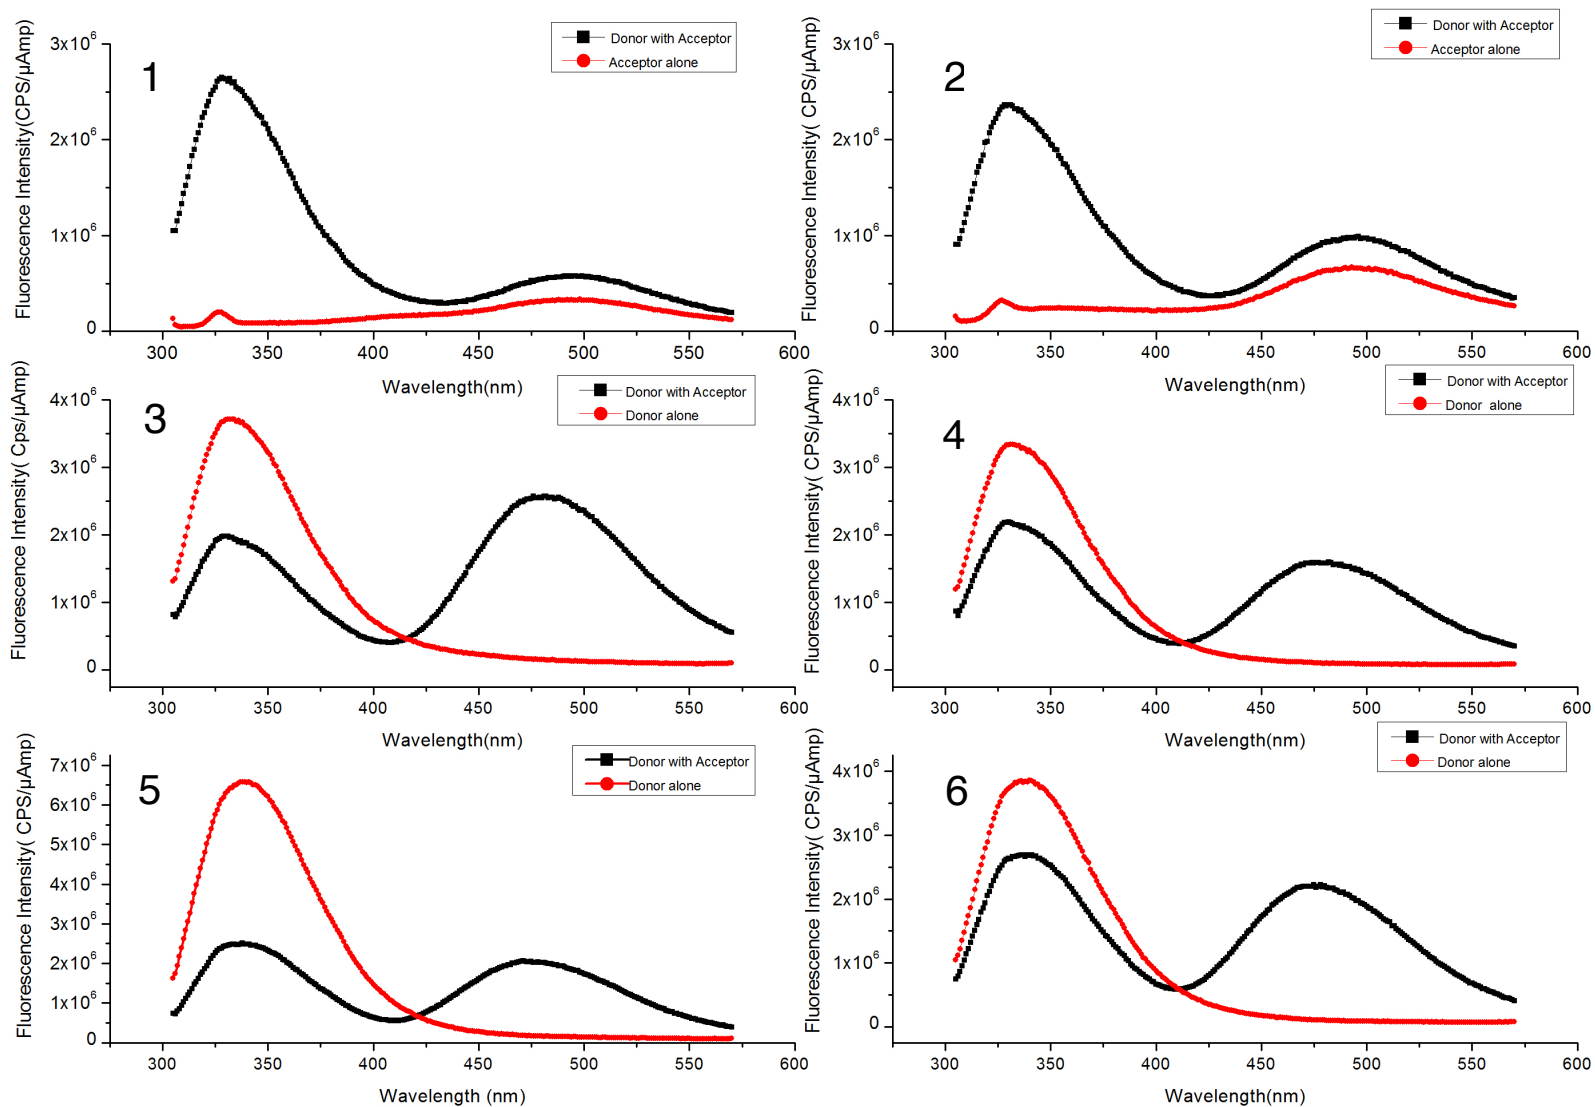 Donor with Acceptor
Acceptor alone
1
Fluorescence Intensity(CPS/µAmp)
3x10⁶
2x10⁶
1x10⁶
0
300 350 400 450 500 550 600
Wavelength(nm)
Donor with Acceptor
Acceptor alone
2
Fluorescence Intensity( CPS/µAmp)
3x10⁶
2x10⁶
1x10⁶
0
300 350 400 450 500 550 600
Wavelength(nm)
Donor with Acceptor
Donor alone
3
Fluorescence Intensity( Cps/µAmp)
4x10⁶
3x10⁶
2x10⁶
1x10⁶
0
300 350 400 450 500 550 600
Wavelength(nm)
Donor with Acceptor
Donor alone
4
Fluorescence Intensity( CPS/µAmp)
4x10⁶
3x10⁶
2x10⁶
1x10⁶
0
300 350 400 450 500 550 600
Wavelength(nm)
Donor with Acceptor
Donor alone
5
Fluorescence Intensity( CPS/µAmp)
7x10⁶
6x10⁶
5x10⁶
4x10⁶
3x10⁶
2x10⁶
1x10⁶
0
300 350 400 450 500 550 600
Wavelength (nm)
Donor with Acceptor
Donor alone
6
Fluorescence Intensity( CPS/µAmp)
4x10⁶
3x10⁶
2x10⁶
1x10⁶
0
300 350 400 450 500 550 600
Wavelength(nm)